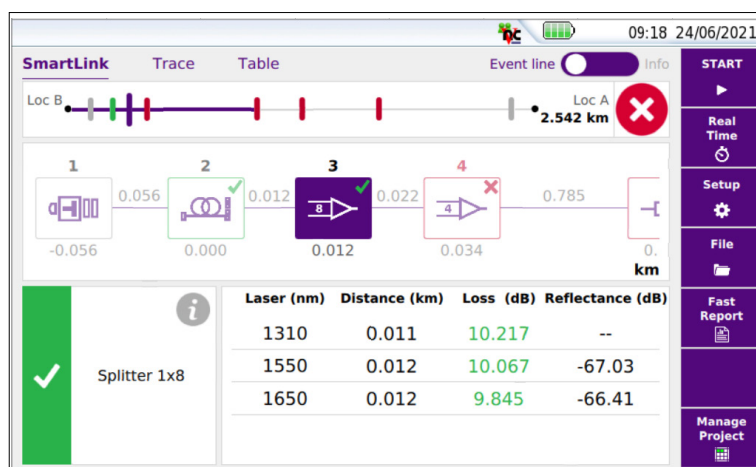 09:18 24/06/2021
SmartLink Trace Table Event line Info
START
Loc B Loc A
2.542 km
Real
Time
1 2 3 4
0.056 0.012 0.022 0.785
8 4
-0.056 0.000 0.012 0.034 0.
km
Setup
File
Laser (nm) Distance (km) Loss (dB) Reflectance (dB)
1310 0.011 10.217 --
1550 0.012 10.067 -67.03
1650 0.012 9.845 -66.41
i
Splitter 1x8
Fast
Report
Manage
Project